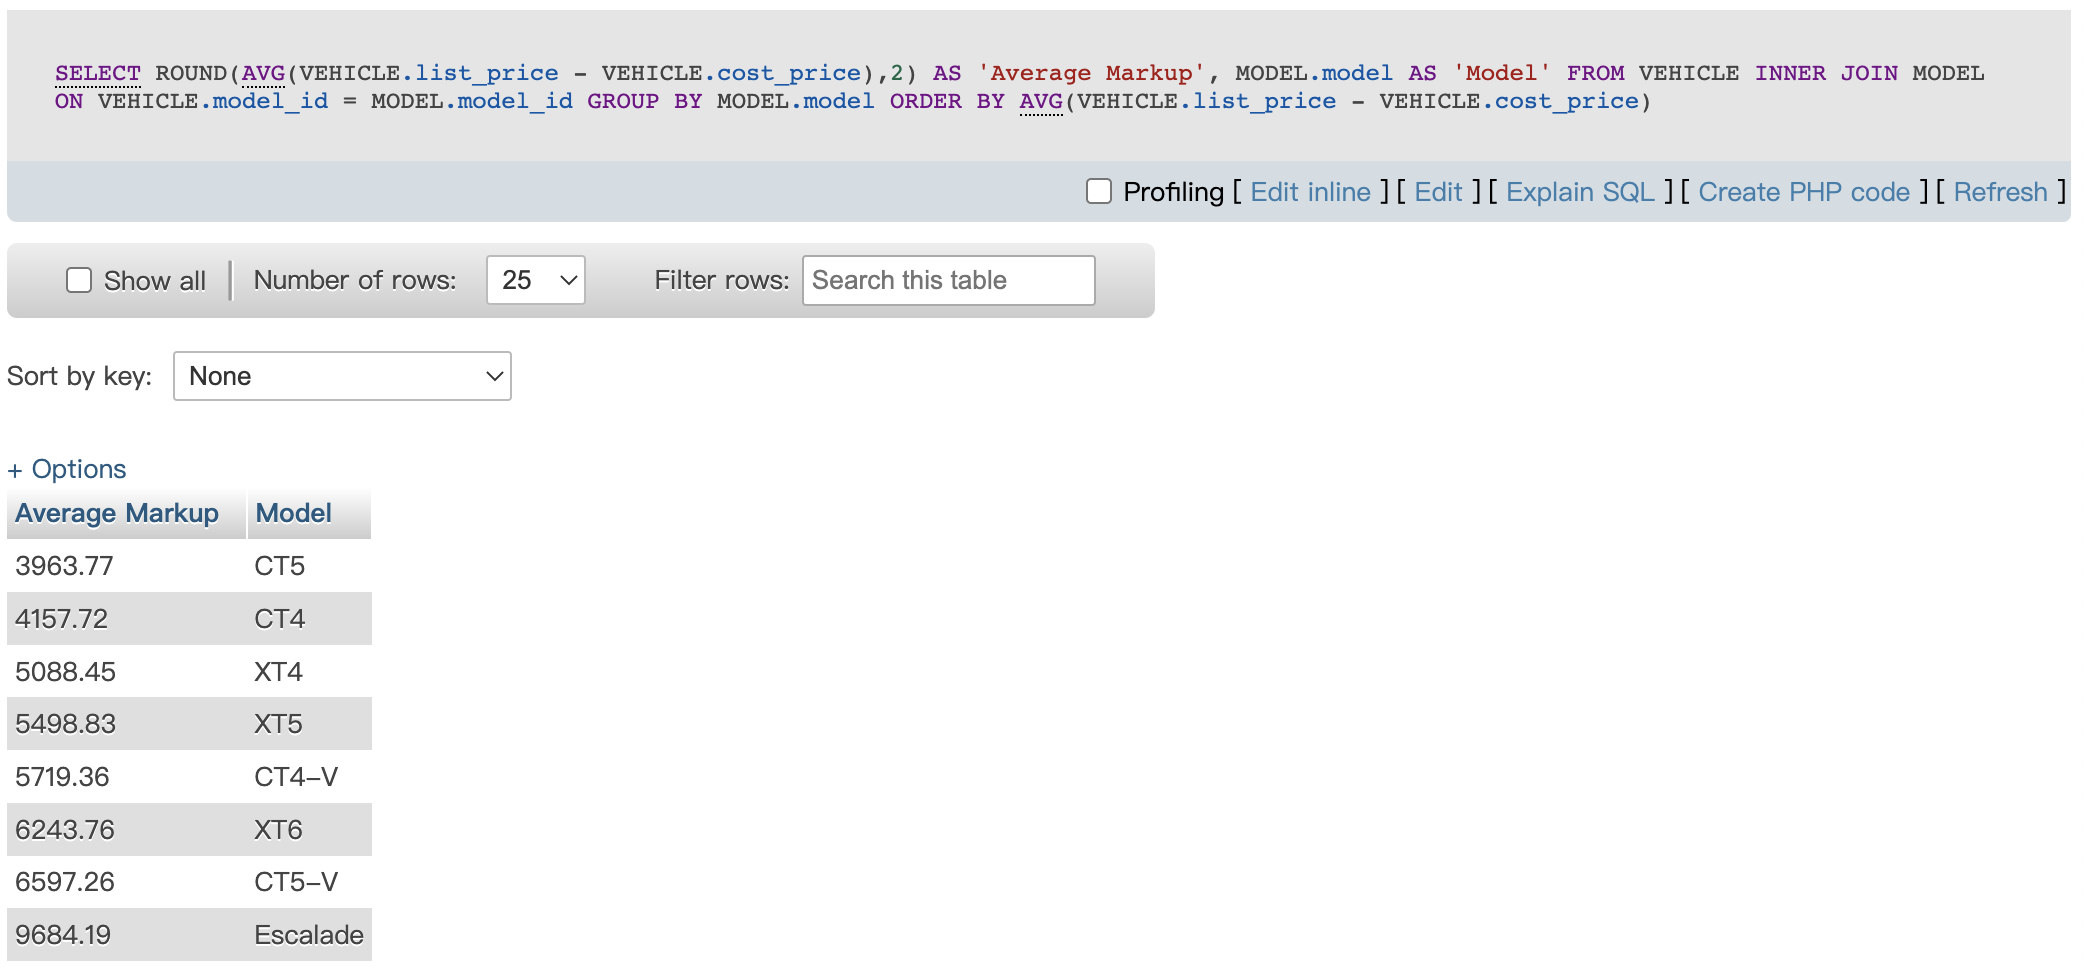 SELECT ROUND(AVG(VEHICLE.list_price - VEHICLE.cost_price),2) AS 'Average Markup', MODEL.model AS 'Model' FROM VEHICLE INNER JOIN MODEL
ON VEHICLE.model_id = MODEL.model_id GROUP BY MODEL.model ORDER BY AVG(VEHICLE.list_price - VEHICLE.cost_price)
Profiling [ Edit inline ] [ Edit ] [ Explain SQL ] [ Create PHP code ] [ Refresh ]
Show all Number of rows: 25 Filter rows: Search this table
Sort by key: None
+ Options
Average Markup Model
3963.77 CT5
4157.72 CT4
5088.45 XT4
5498.83 XT5
5719.36 CT4-V
6243.76 XT6
6597.26 CT5-V
9684.19 Escalade